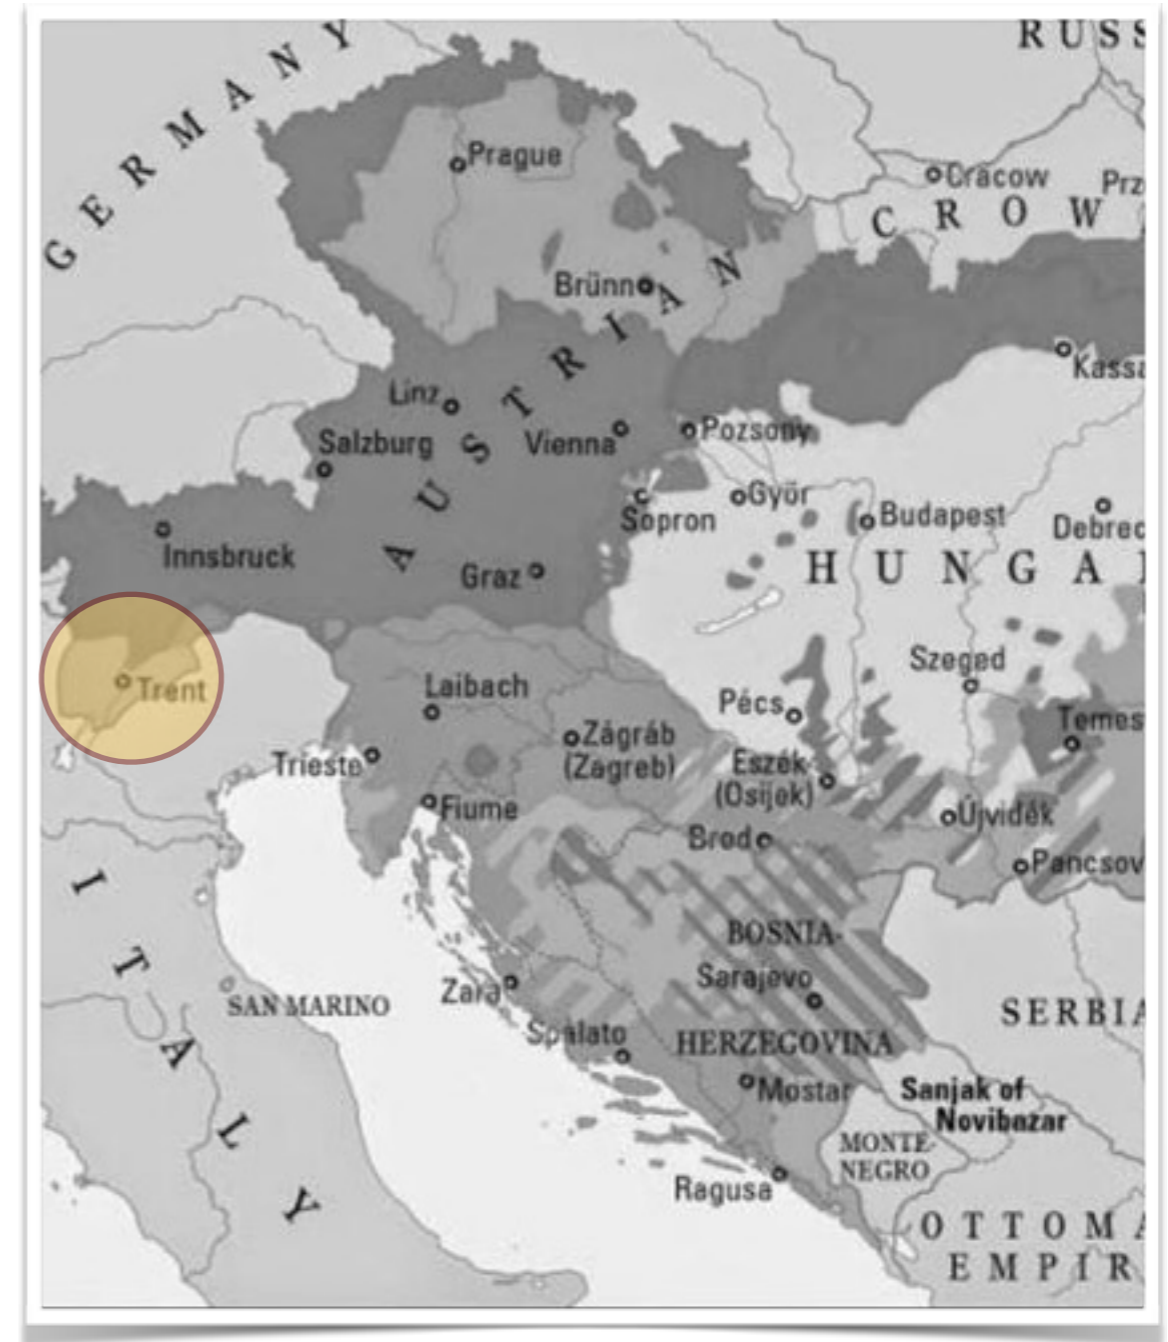 RUSS
GERMANY
Prague
Cracow
Prz
CROW
Brünn
AUSTRIAN
Kassa
Linz
Salzburg
Vienna
Pozsony
Györ
Sopron
Budapest
Debrec
Innsbruck
HUNGA
Graz
Szeged
Trent
Laibach
Pécs
Temes
Zágráb
(Zagreb)
Trieste
Eszék
(Osijek)
Fiume
Újvidék
Brod
Pancsov
ITALY
BOSNIA-
Sarajevo
Zara
SAN MARINO
SERBIA
Spalato
HERZEGOVINA
Mostar
Sanjak of
Novibazar
MONTE-
NEGRO
Ragusa
OTTOMA
EMPIR